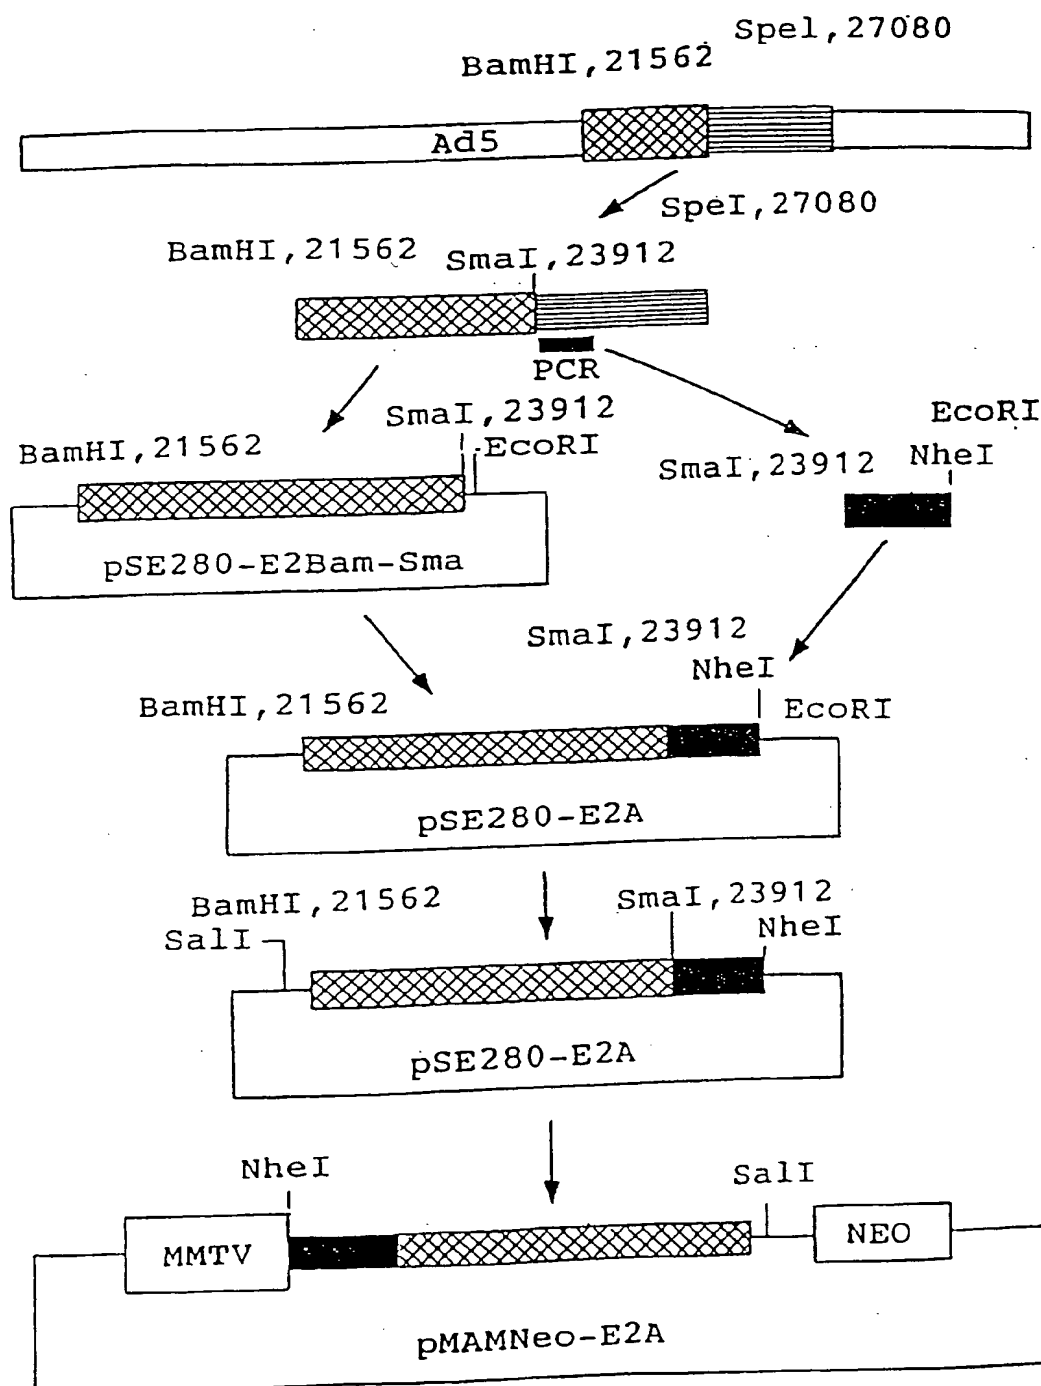 SpeI,27080
BamHI,21562
Ad5
SpeI,27080
BamHI,21562
SmaI,23912
PCR
SmaI,23912
EcoRI
BamHI,21562
EcoRI
SmaI,23912 NheI
pSE280-E2Bam-Sma
SmaI,23912
NheI
BamHI,21562
EcoRI
pSE280-E2A
BamHI,21562
SmaI,23912
SalI
NheI
pSE280-E2A
NheI
SalI
MMTV
NEO
pMAMNeo-E2A